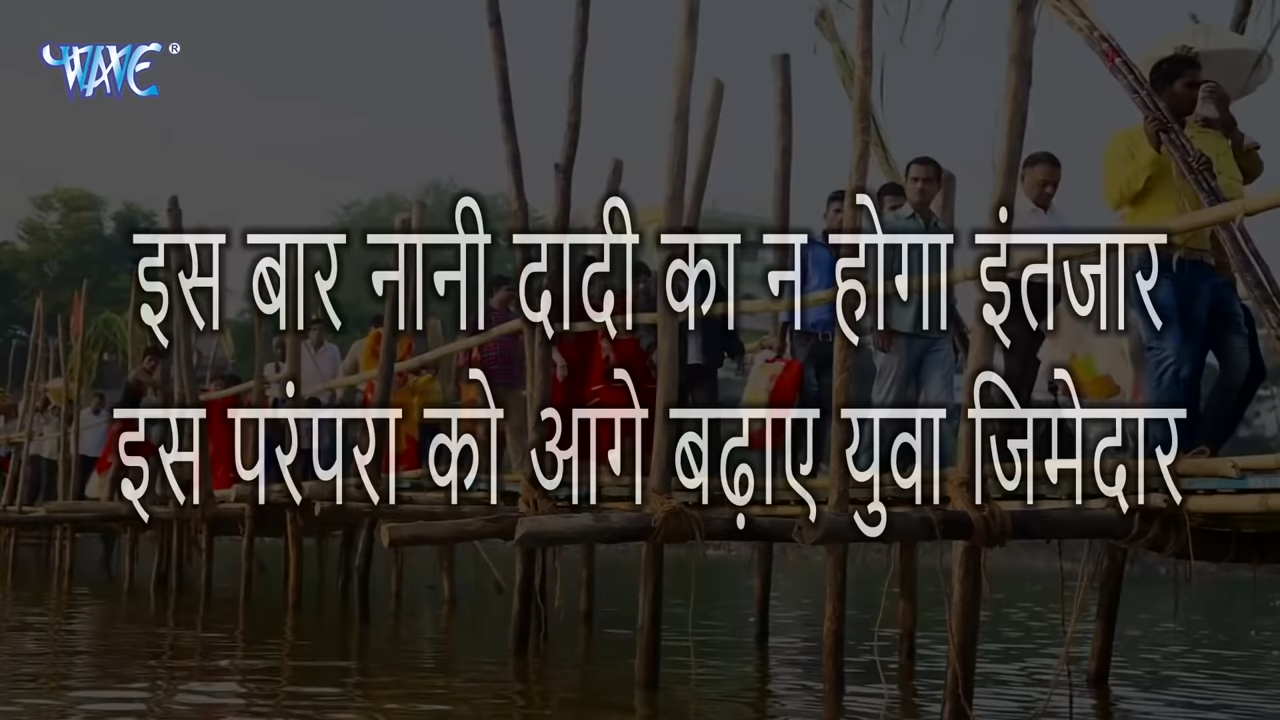 WAVE ®
इस बार नानी दादी का न होगा इंतजार
इस परंपरा को आगे बढ़ाए युवा जिमेदार